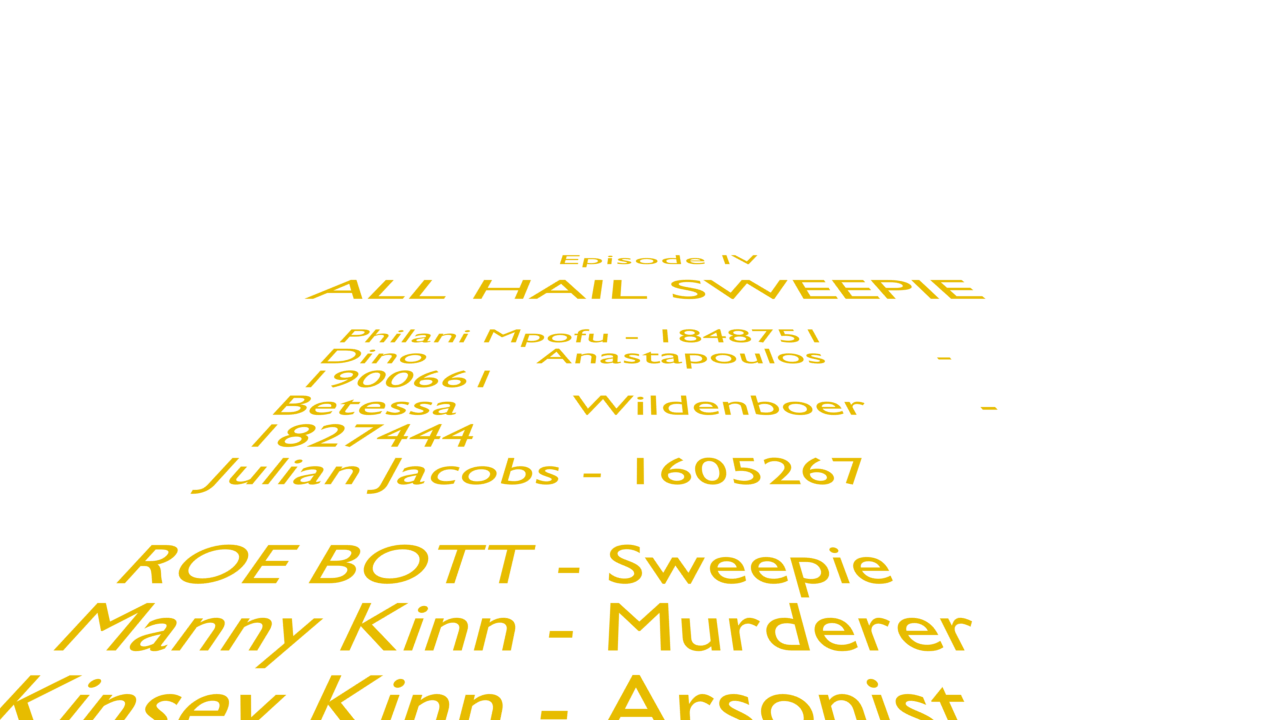 Episode IV
ALL HAIL SWEEPIE
Philani Mpofu - 1848751
Dino Anastapoulos -
1900661
Betessa Wildenboer -
1827444
Julian Jacobs - 1605267
ROE BOTT - Sweepie
Manny Kinn - Murderer
Kinsey Kinn - Arsonist